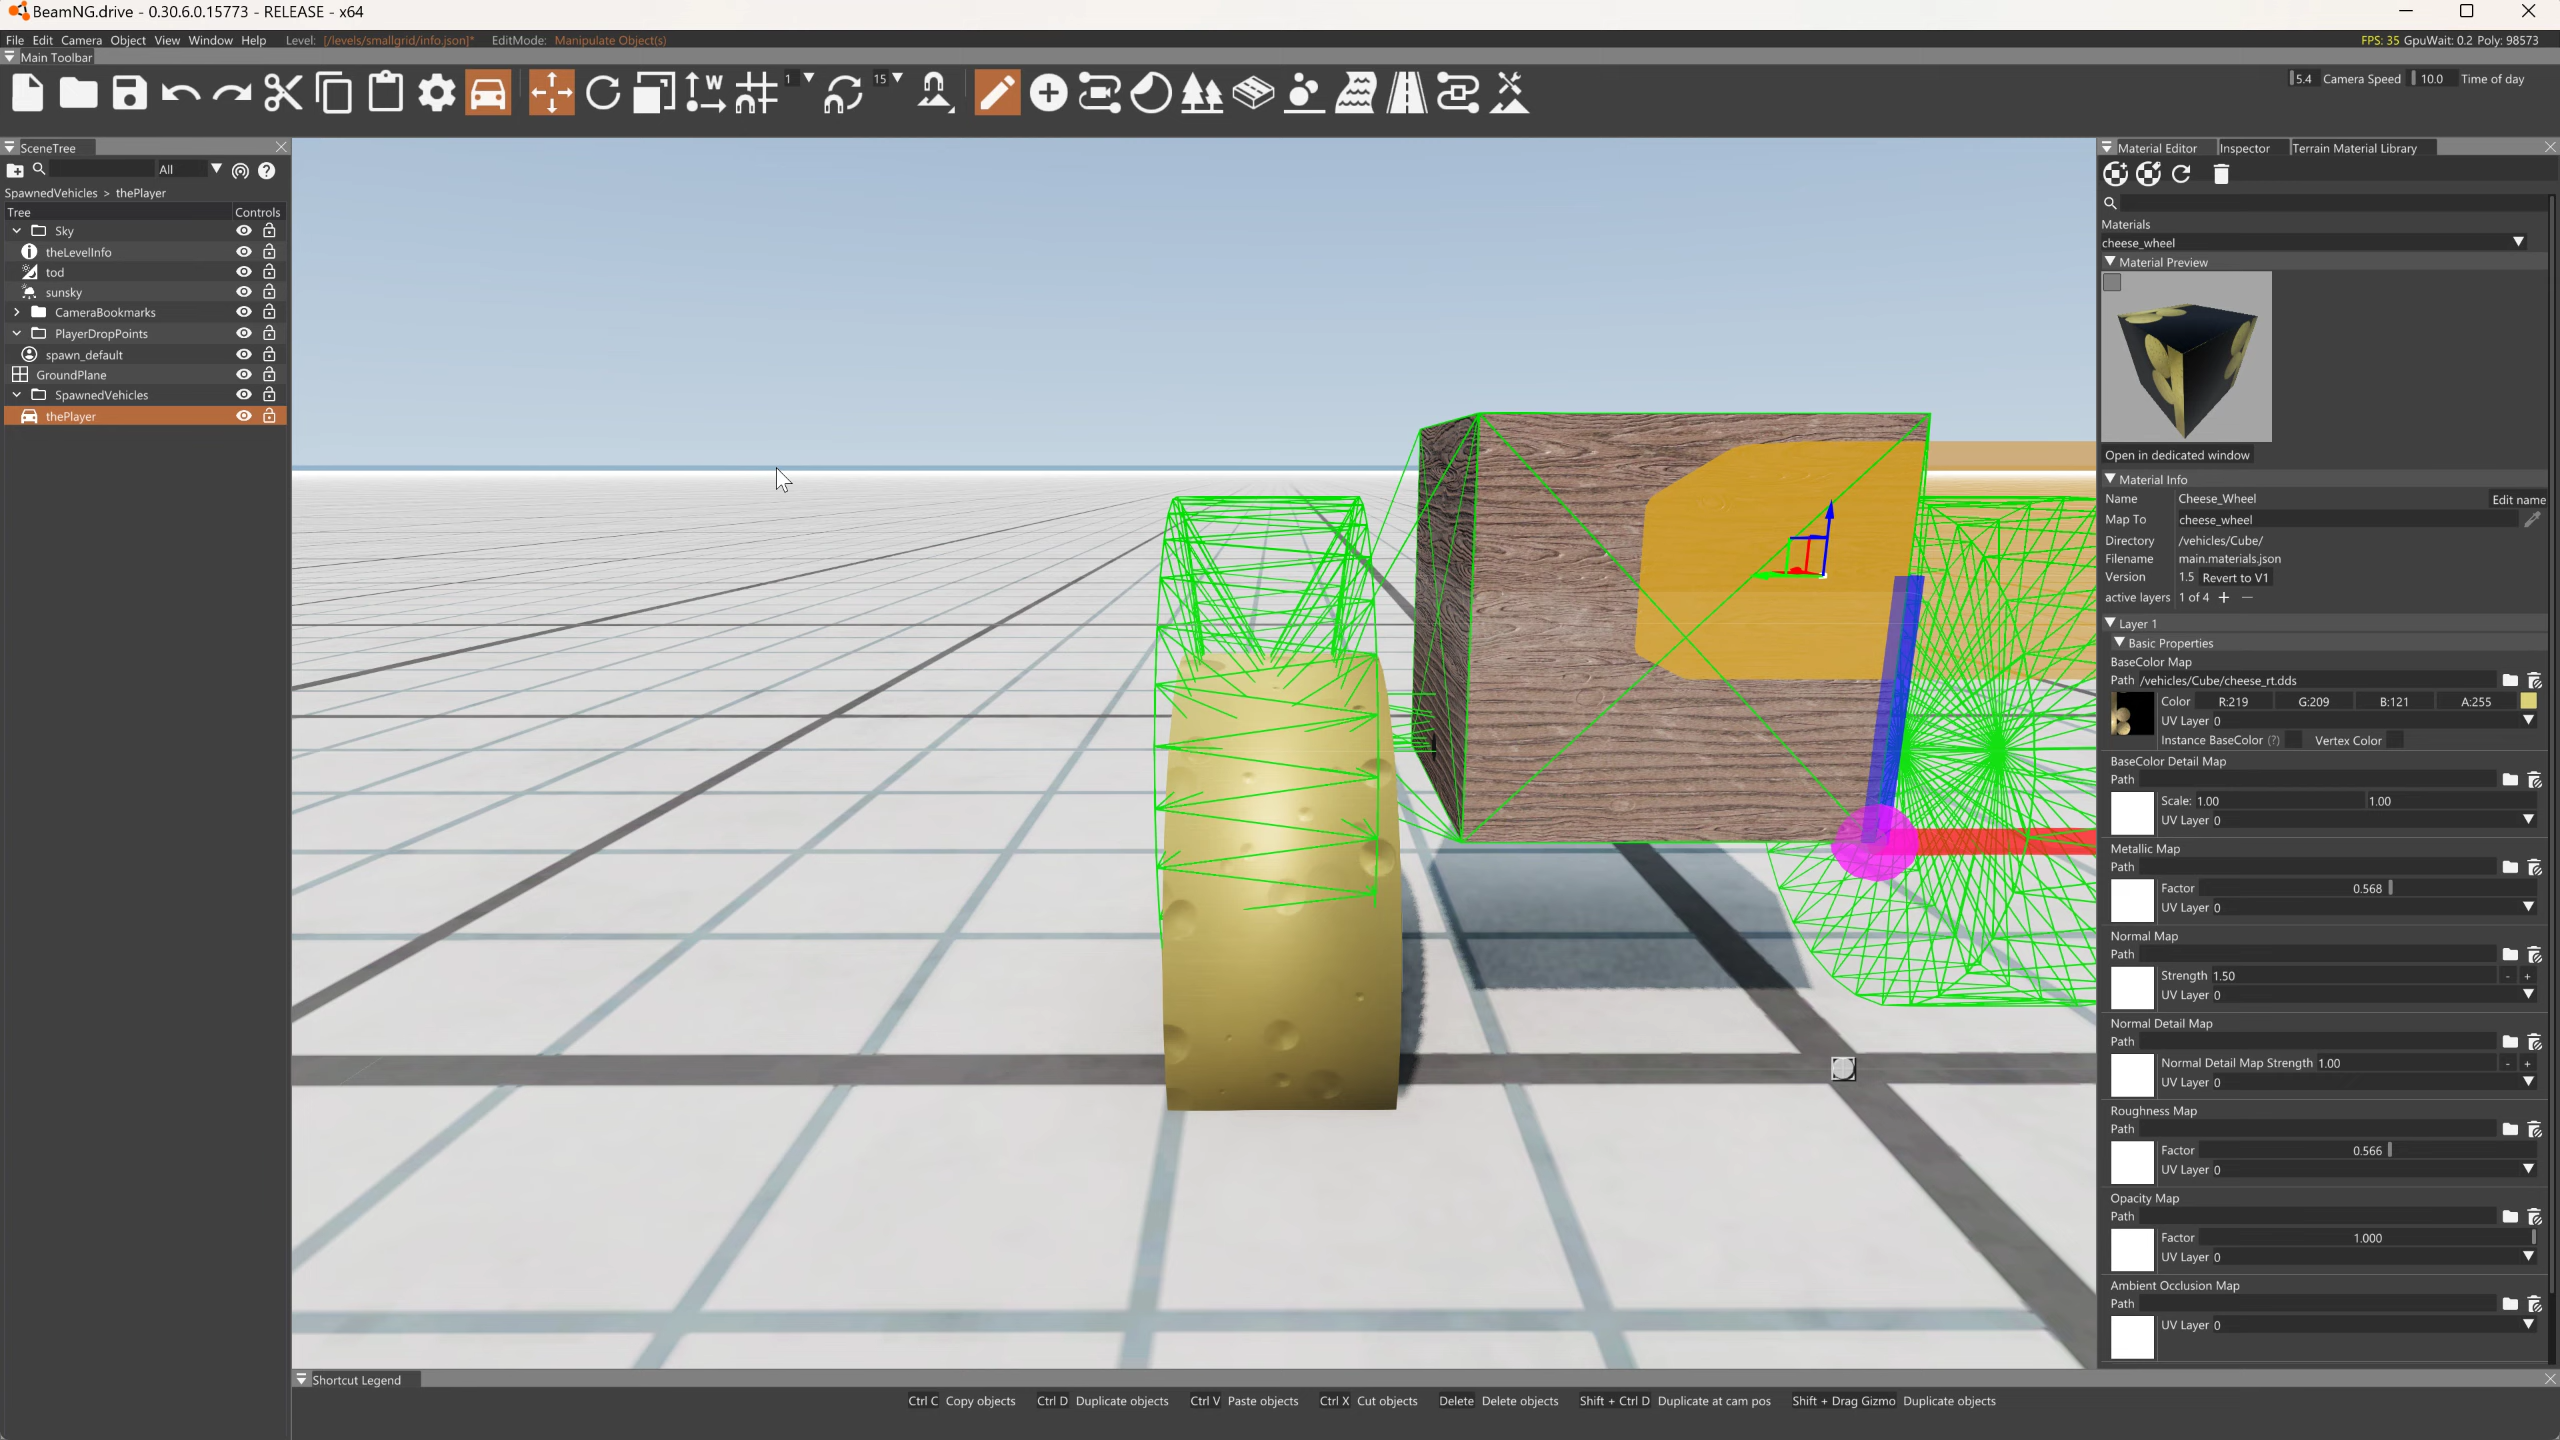 BeamNG.drive - 0.30.6.0.15773 - RELEASE - x64
File Edit Camera Object View Window Help Level: [/levels/smallgrid/info.json]* EditMode: Manipulate Object(s) FPS: 35 GpuWait: 0.2 Poly: 98573
Main Toolbar
W 1 15 5.4 Camera Speed 10.0 Time of day
SceneTree
All
SpawnedVehicles > thePlayer
Tree Controls
Sky
theLevelInfo
tod
sunsky
CameraBookmarks
PlayerDropPoints
spawn_default
GroundPlane
SpawnedVehicles
thePlayer
Material Editor Inspector Terrain Material Library
Materials
cheese_wheel
Material Preview
Open in dedicated window
Material Info
Name Cheese_Wheel Edit name
Map To cheese_wheel
Directory /vehicles/Cube/
Filename main.materials.json
Version 1.5 Revert to V1
active layers 1 of 4 + −
Layer 1
Basic Properties
BaseColor Map
Path /vehicles/Cube/cheese_rt.dds
Color R:219 G:209 B:121 A:255
UV Layer 0
Instance BaseColor (?) Vertex Color
BaseColor Detail Map
Path
Scale: 1.00 1.00
UV Layer 0
Metallic Map
Path
Factor 0.568
UV Layer 0
Normal Map
Path
Strength 1.50 - +
UV Layer 0
Normal Detail Map
Path
Normal Detail Map Strength 1.00 - +
UV Layer 0
Roughness Map
Path
Factor 0.566
UV Layer 0
Opacity Map
Path
Factor 1.000
UV Layer 0
Ambient Occlusion Map
Path
UV Layer 0
Shortcut Legend
Ctrl C Copy objects Ctrl D Duplicate objects Ctrl V Paste objects Ctrl X Cut objects Delete Delete objects Shift + Ctrl D Duplicate at cam pos Shift + Drag Gizmo Duplicate objects